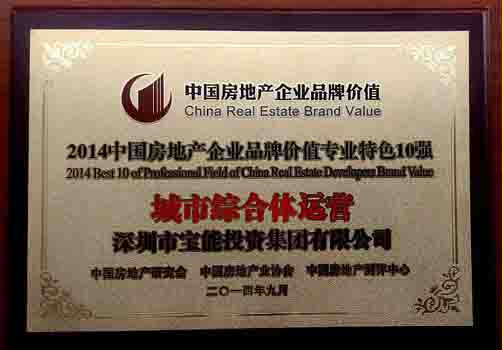 中国房地产企业品牌价值
China Real Estate Brand Value
2014中国房地产企业品牌价值专业特色10强
2014 Best 10 of Professional Field of China Real Estate Developers Brand Value
城市综合体运营
深圳市宝能投资集团有限公司
中国房地产研究会 中国房地产业协会 中国房地产测评中心
二〇一四年九月